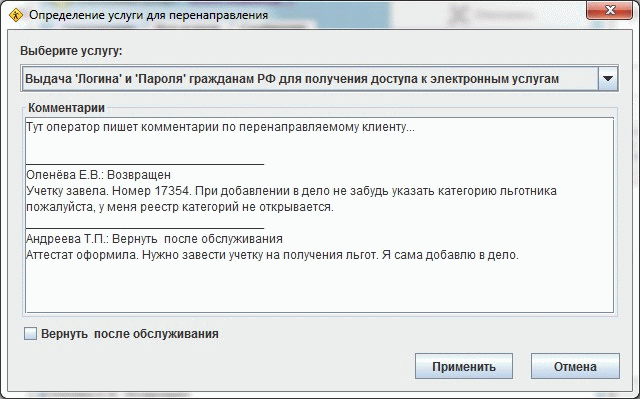 Определение услуги для перенаправления
Выберите услугу:
Выдача 'Логина' и 'Пароля' гражданам РФ для получения доступа к электронным услугам
Комментарии
Тут оператор пишет комментарии по перенаправляемому клиенту...
Оленёва Е.В.: Возвращен
Учетку завела. Номер 17354. При добавлении в дело не забудь указать категорию льготника
пожалуйста, у меня реестр категорий не открывается.
Андреева Т.П.: Вернуть после обслуживания
Аттестат оформила. Нужно завести учетку на получения льгот. Я сама добавлю в дело.
Вернуть после обслуживания
Применить
Отмена